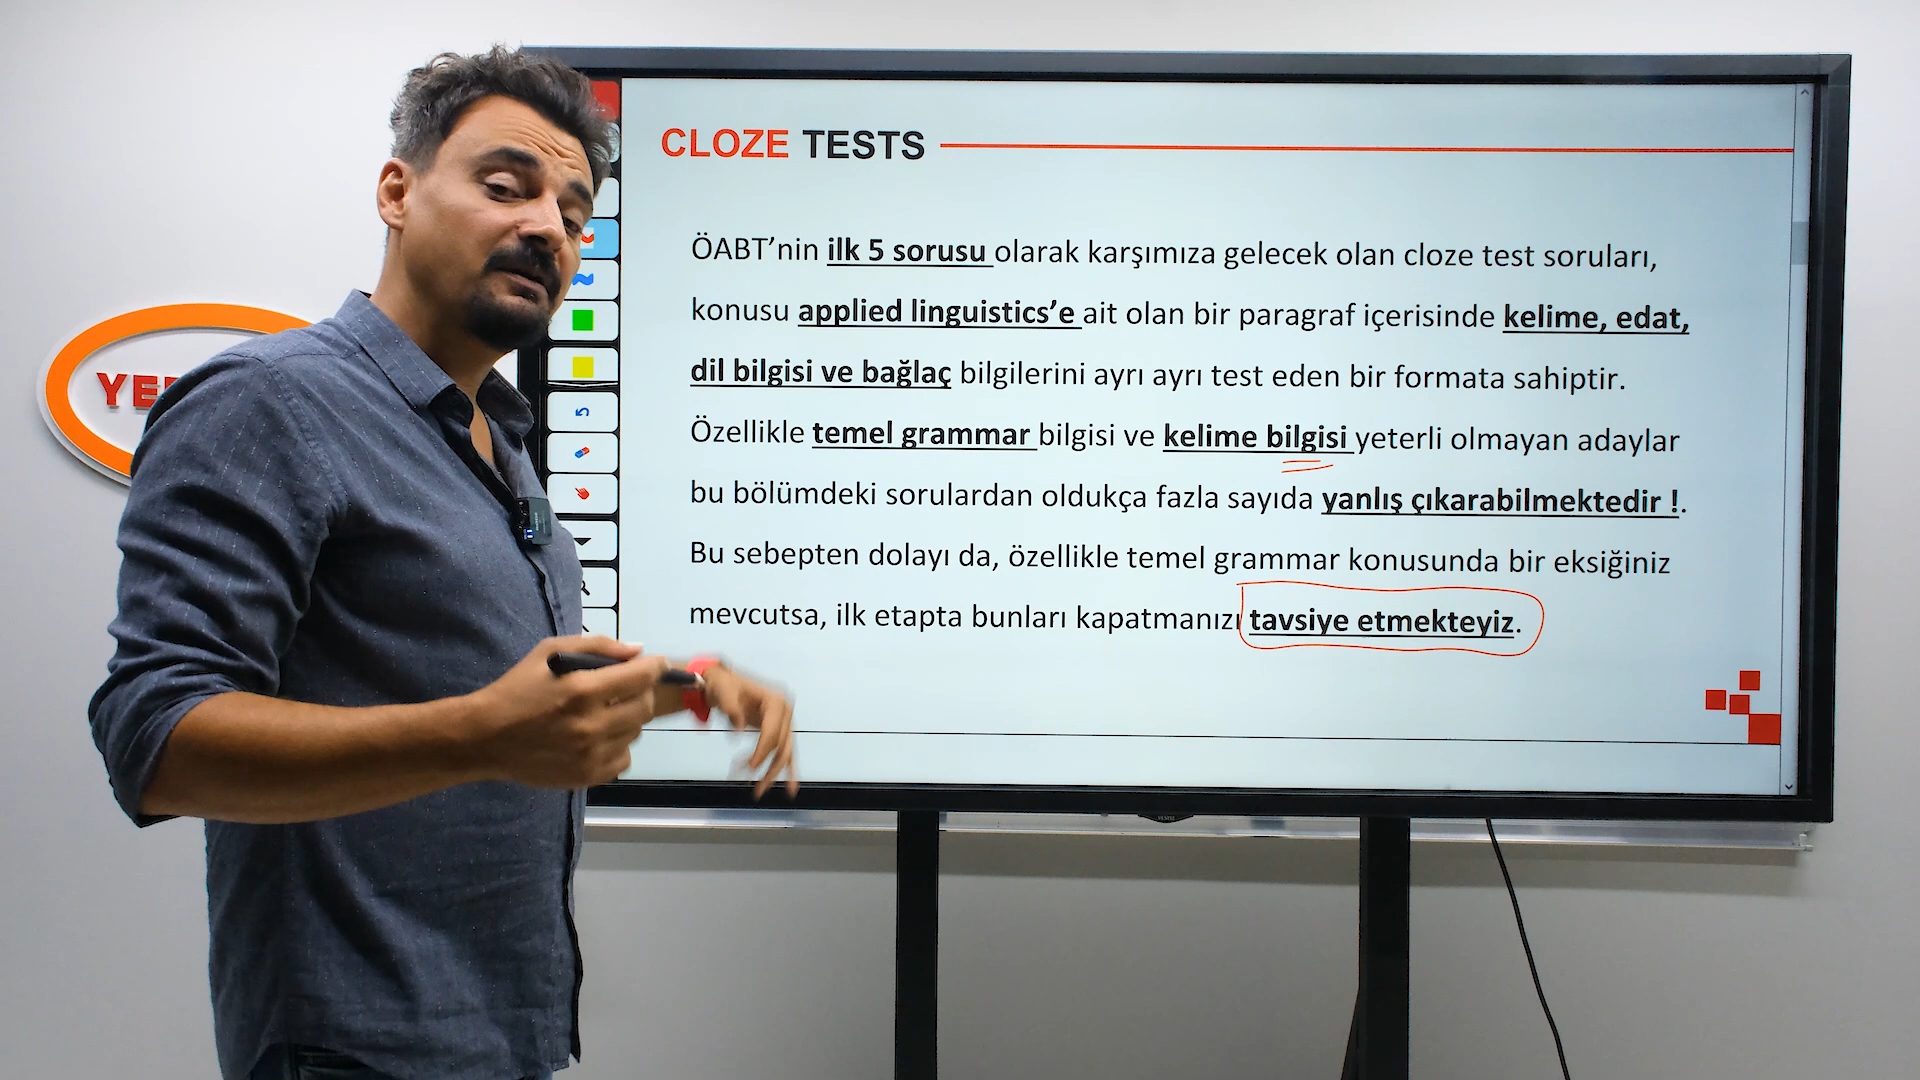 CLOZE TESTS
ÖABT’nin ilk 5 sorusu olarak karşımıza gelecek olan cloze test soruları,
konusu applied linguistics’e ait olan bir paragraf içerisinde kelime, edat,
dil bilgisi ve bağlaç bilgilerini ayrı ayrı test eden bir formata sahiptir.
Özellikle temel grammar bilgisi ve kelime bilgisi yeterli olmayan adaylar
bu bölümdeki sorulardan oldukça fazla sayıda yanlış çıkarabilmektedir !.
Bu sebepten dolayı da, özellikle temel grammar konusunda bir eksiğiniz
mevcutsa, ilk etapta bunları kapatmanızı tavsiye etmekteyiz.